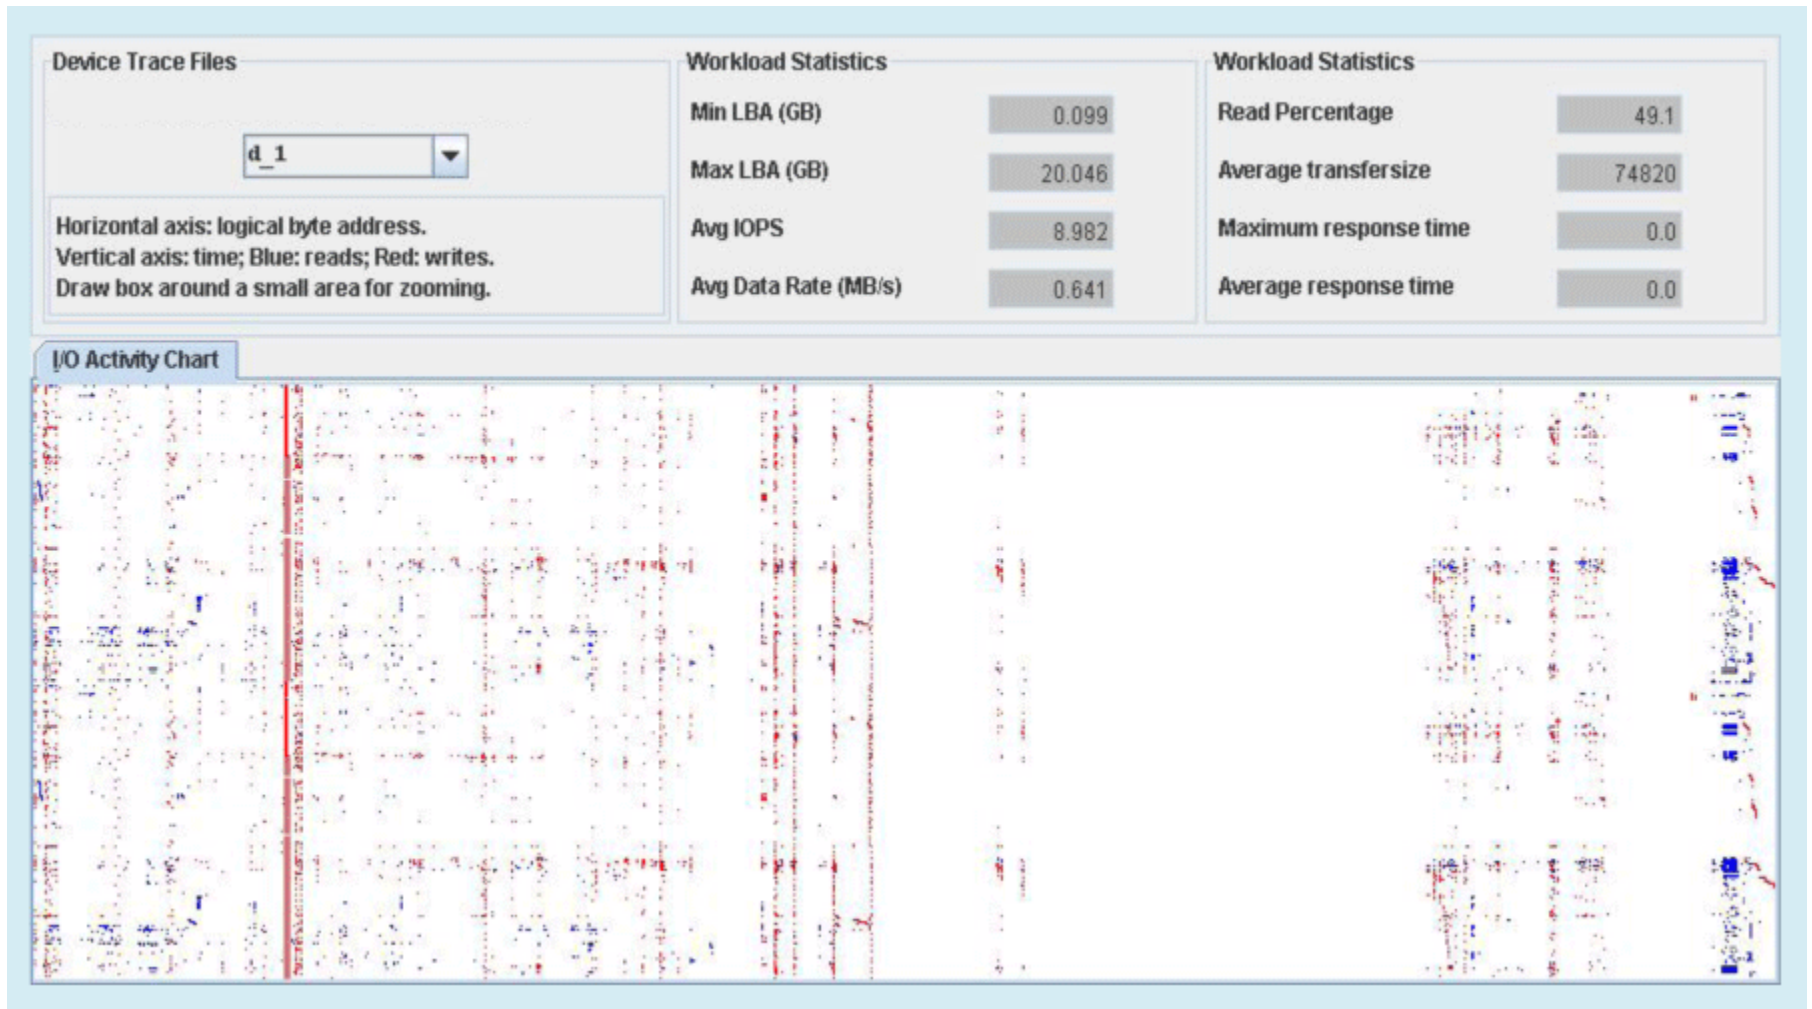 Device Trace Files
d_1
Horizontal axis: logical byte address.
Vertical axis: time; Blue: reads; Red: writes.
Draw box around a small area for zooming.
Workload Statistics
Min LBA (GB) 0.099
Max LBA (GB) 20.046
Avg IOPS 8.982
Avg Data Rate (MB/s) 0.641
Workload Statistics
Read Percentage 49.1
Average transfersize 74820
Maximum response time 0.0
Average response time 0.0
I/O Activity Chart